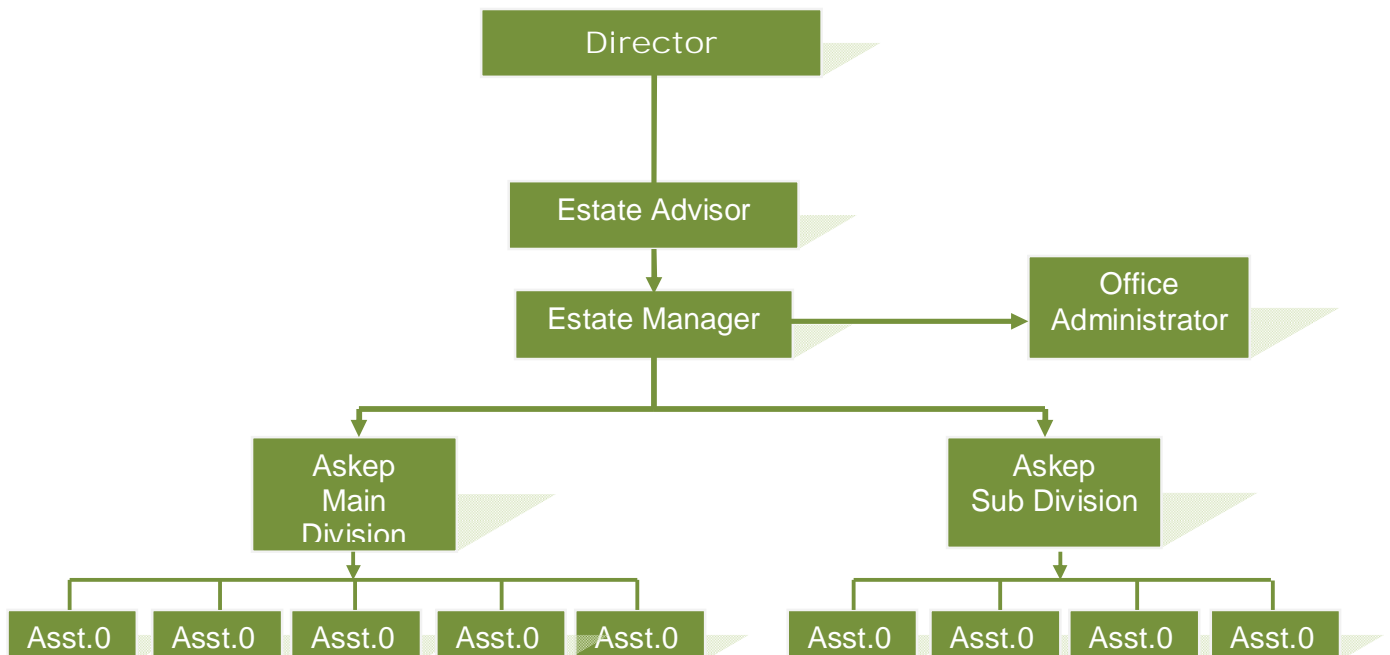 Director
Estate Advisor
Estate Manager
Office
Administrator
Askep
Main
Division
Askep
Sub Division
Asst.0
Asst.0
Asst.0
Asst.0
Asst.0
Asst.0
Asst.0
Asst.0
Asst.0